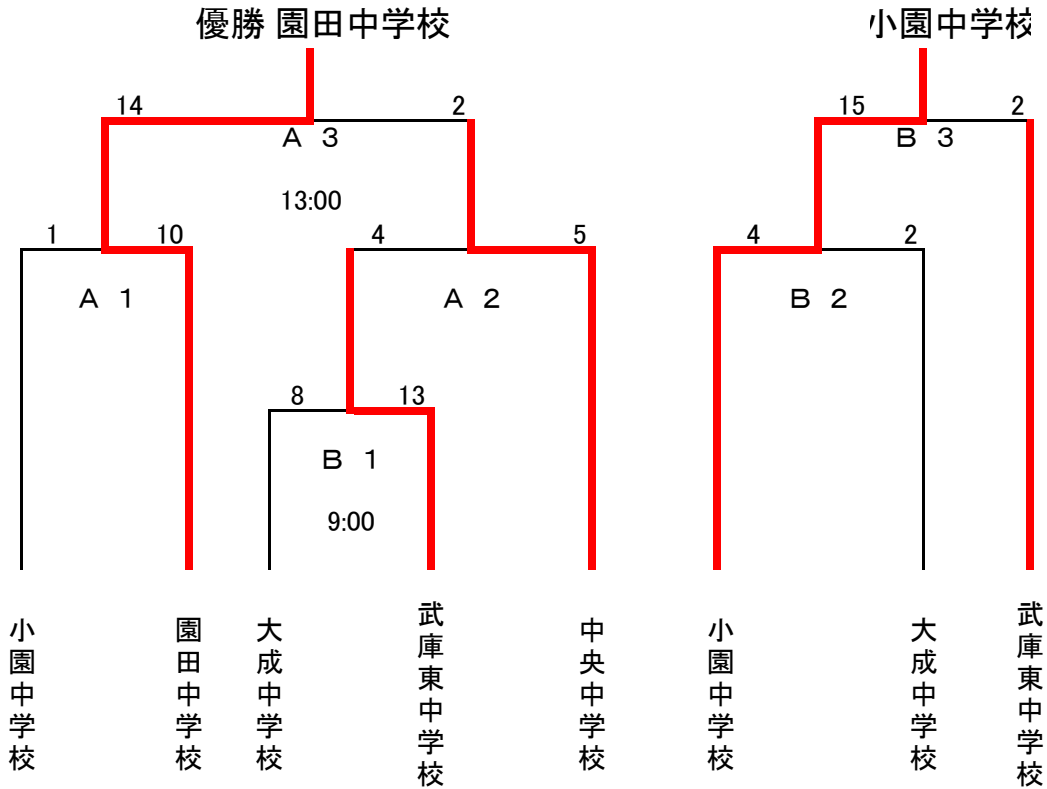 優勝 園田中学校
小園中学校
14
2
15
2
A 3
B 3
13:00
1
10
4
5
4
2
A 1
A 2
B 2
8
13
B 1
9:00
小園中学校
園田中学校
大成中学校
武庫東中学校
中央中学校
小園中学校
大成中学校
武庫東中学校